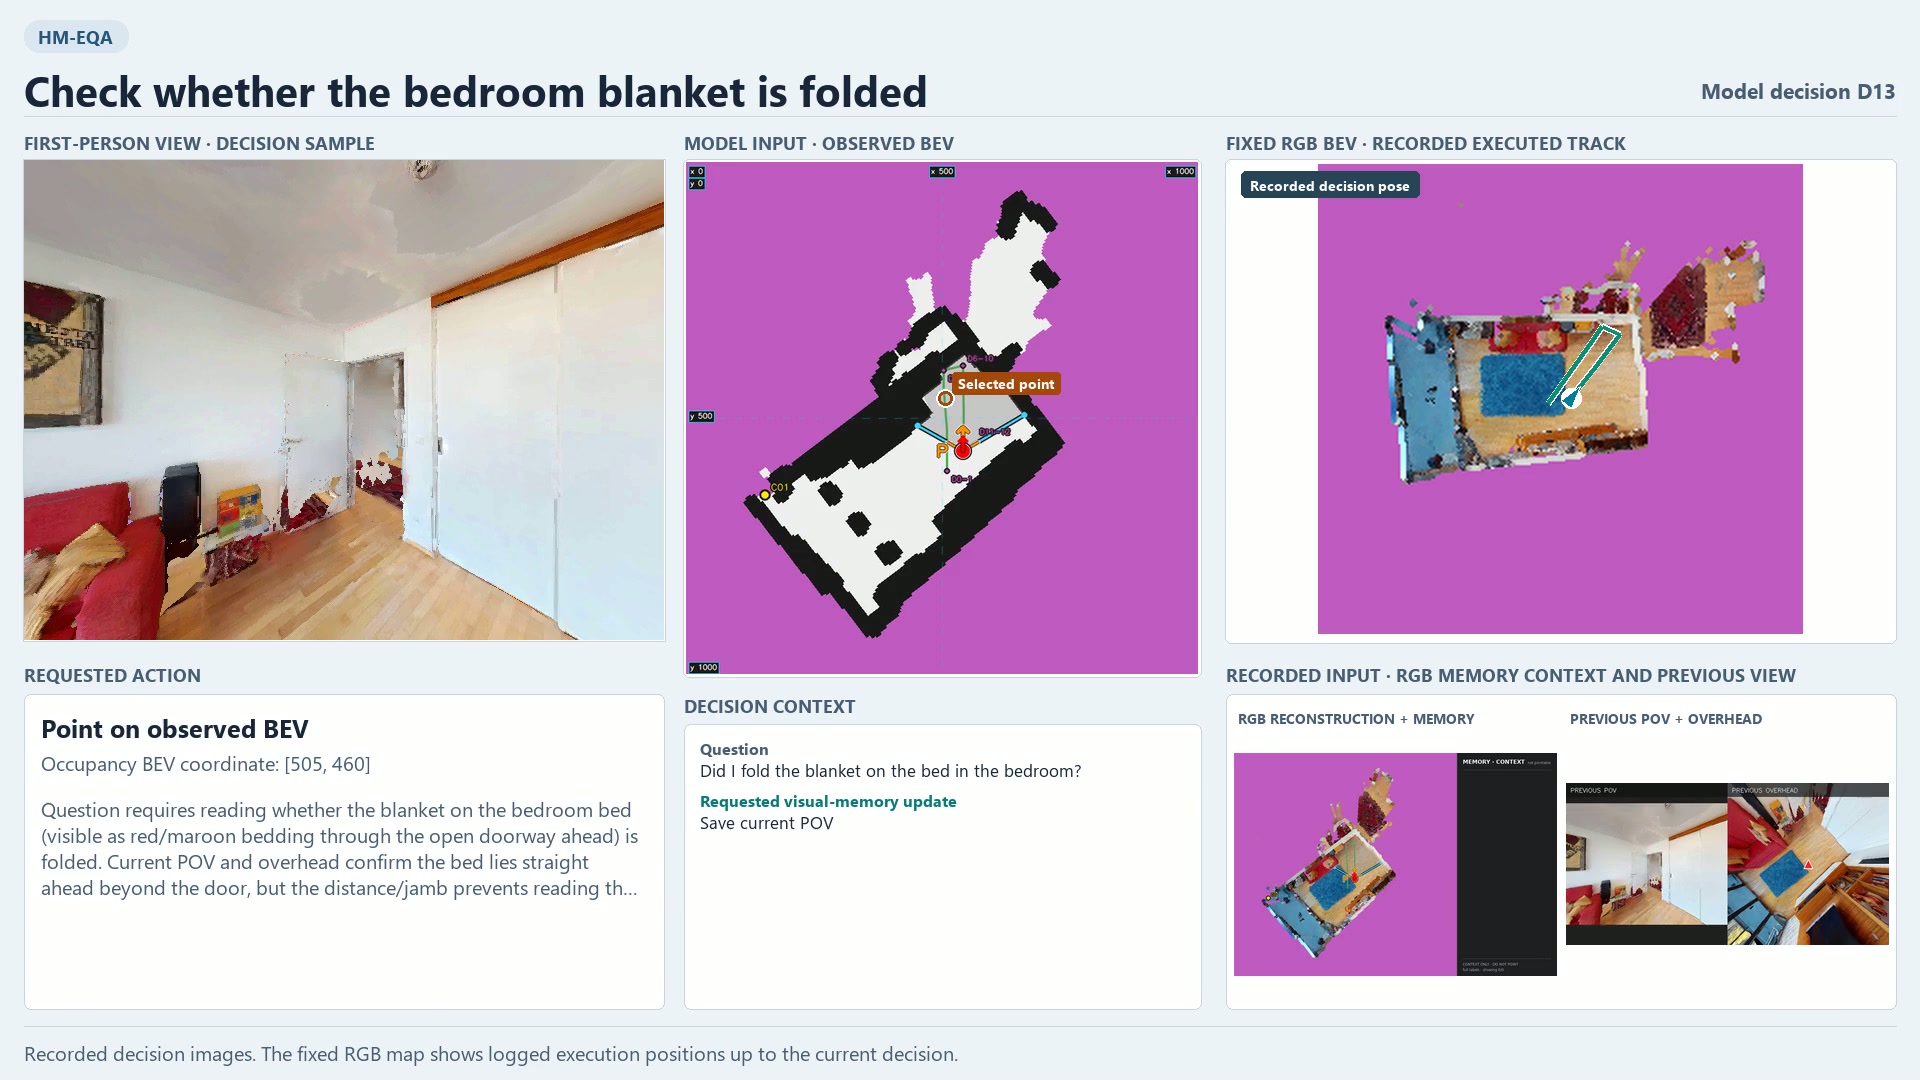 HM-EQA
Check whether the bedroom blanket is folded
Model decision D13
FIRST-PERSON VIEW · DECISION SAMPLE
MODEL INPUT · OBSERVED BEV
x 0
y 0
x 500
x 1000
D6-10
Selected point
y 500
P
C01
y 1000
FIXED RGB BEV · RECORDED EXECUTED TRACK
Recorded decision pose
REQUESTED ACTION
Point on observed BEV
Occupancy BEV coordinate: [505, 460]
Question requires reading whether the blanket on the bedroom bed
(visible as red/maroon bedding through the open doorway ahead) is
folded. Current POV and overhead confirm the bed lies straight
ahead beyond the door, but the distance/jamb prevents reading th…
DECISION CONTEXT
Question
Did I fold the blanket on the bed in the bedroom?
Requested visual-memory update
Save current POV
RECORDED INPUT · RGB MEMORY CONTEXT AND PREVIOUS VIEW
RGB RECONSTRUCTION + MEMORY
PREVIOUS POV + OVERHEAD
MEMORY · CONTEXT
PREVIOUS POV
PREVIOUS OVERHEAD
Recorded decision images. The fixed RGB map shows logged execution positions up to the current decision.